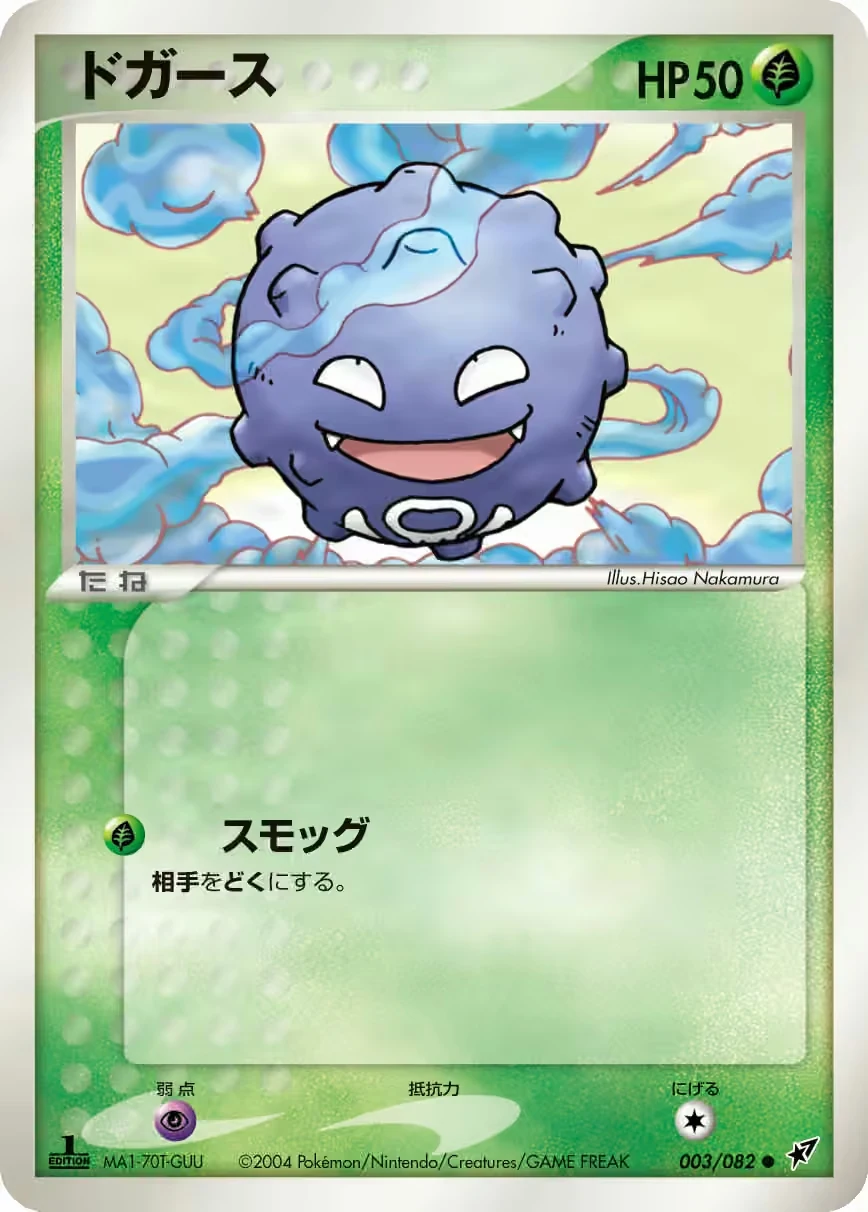 ドガース
HP50
たね
Illus.Hisao Nakamura
スモッグ
相手をどくにする。
弱点
抵抗力
にげる
1
EDITION
MA1-70T-GUU
©2004 Pokémon/Nintendo/Creatures/GAME FREAK
003/082